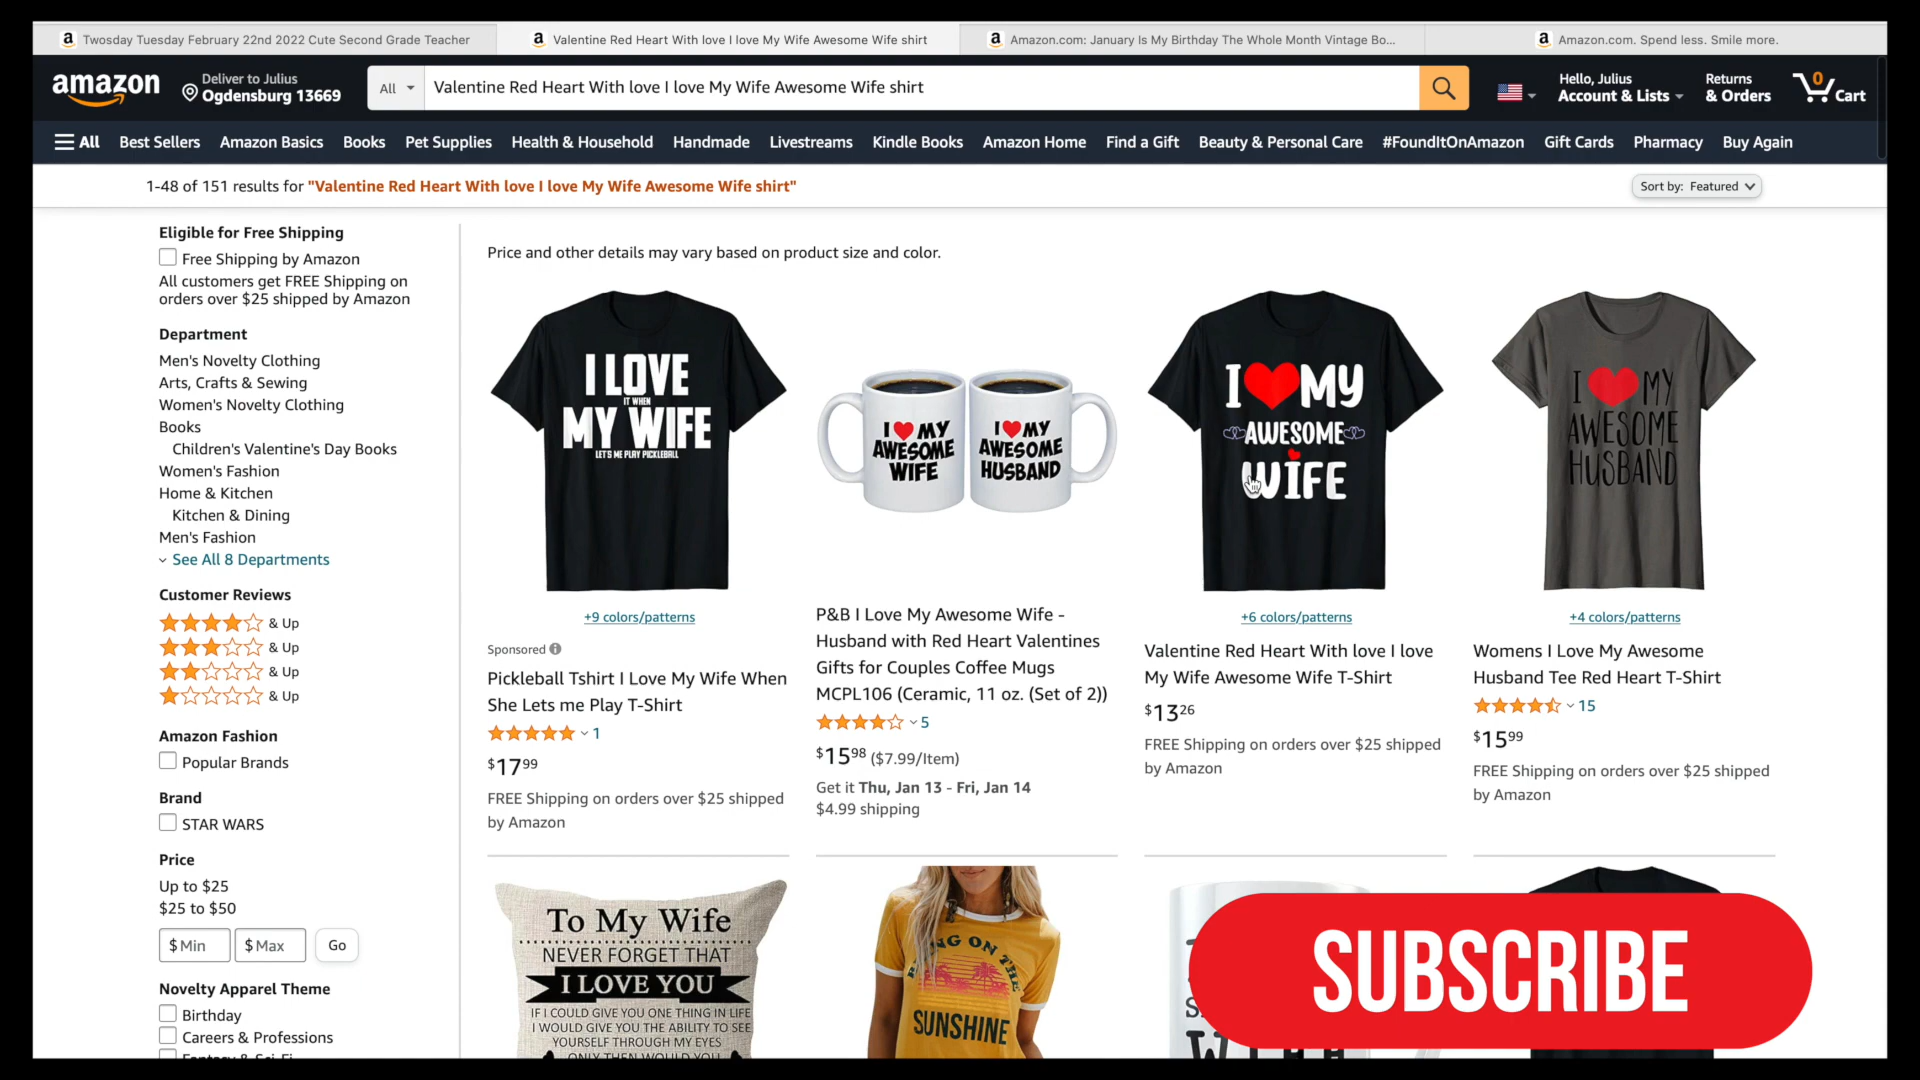 Twosday Tuesday February 22nd 2022 Cute Second Grade Teacher
Valentine Red Heart With love I love My Wife Awesome Wife shirt
Amazon.com: January Is My Birthday The Whole Month Vintage Bo...
Amazon.com. Spend less. Smile more.
amazon
Deliver to Julius
Ogdensburg 13669
All
Valentine Red Heart With love I love My Wife Awesome Wife shirt
Hello, Julius
Account & Lists
Returns
& Orders
0
Cart
All Best Sellers Amazon Basics Books Pet Supplies Health & Household Handmade Livestreams Kindle Books Amazon Home Find a Gift Beauty & Personal Care #FoundItOnAmazon Gift Cards Pharmacy Buy Again
1-48 of 151 results for "Valentine Red Heart With love I love My Wife Awesome Wife shirt"
Sort by: Featured
Eligible for Free Shipping
Free Shipping by Amazon
All customers get FREE Shipping on
orders over $25 shipped by Amazon
Department
Men's Novelty Clothing
Arts, Crafts & Sewing
Women's Novelty Clothing
Books
Children's Valentine's Day Books
Women's Fashion
Home & Kitchen
Kitchen & Dining
Men's Fashion
See All 8 Departments
Customer Reviews
& Up
& Up
& Up
& Up
Amazon Fashion
Popular Brands
Brand
STAR WARS
Price
Up to $25
$25 to $50
$ Min
$ Max
Go
Novelty Apparel Theme
Birthday
Careers & Professions
Fantasy & Sci-Fi
Price and other details may vary based on product size and color.
I LOVE
IT WHEN
MY WIFE
LET'S ME PLAY PICKLEBALL
+9 colors/patterns
Sponsored
Pickleball Tshirt I Love My Wife When
She Lets me Play T-Shirt
1
$17.99
FREE Shipping on orders over $25 shipped
by Amazon
I MY
AWESOME
WIFE
I MY
AWESOME
HUSBAND
P&B I Love My Awesome Wife -
Husband with Red Heart Valentines
Gifts for Couples Coffee Mugs
MCPL106 (Ceramic, 11 oz. (Set of 2))
5
$15.98 ($7.99/Item)
Get it Thu, Jan 13 - Fri, Jan 14
$4.99 shipping
I MY
AWESOME
WIFE
+6 colors/patterns
Valentine Red Heart With love I love
My Wife Awesome Wife T-Shirt
$13.26
FREE Shipping on orders over $25 shipped
by Amazon
I MY
AWESOME
HUSBAND
+4 colors/patterns
Womens I Love My Awesome
Husband Tee Red Heart T-Shirt
15
$15.99
FREE Shipping on orders over $25 shipped
by Amazon
To My Wife
NEVER FORGET THAT
I LOVE YOU
IF I COULD GIVE YOU ONE THING IN LIFE
I WOULD GIVE YOU THE ABILITY TO SEE
YOURSELF THROUGH MY EYES
ONLY THEN WOULD YOU
ON THE
SUNSHINE
SUBSCRIBE